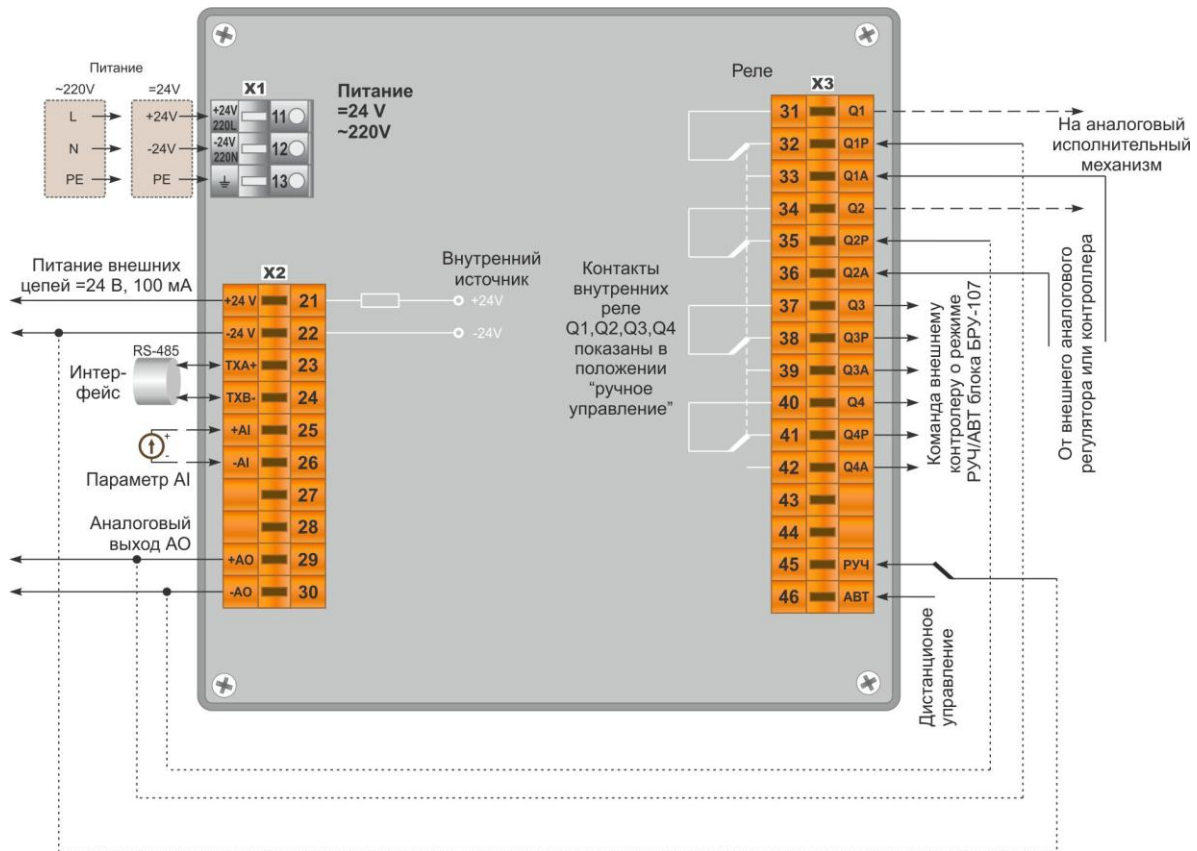 Питание
~220V
=24V
L
+24V
N
-24V
PE
PE
X1
+24V
220L
11
-24V
220N
12
13
Питание
=24 V
~220V
Питание внешних
цепей =24 В, 100 мА
RS-485
Интер-
фейс
Параметр AI
Аналоговый
выход АО
X2
+24 V
21
-24 V
22
TXA+
23
TXB-
24
+AI
25
-AI
26
27
28
+AO
29
-AO
30
Внутренний
источник
+24V
-24V
Контакты
внутренних
реле
Q1,Q2,Q3,Q4
показаны в
положении
“ручное
управление”
Реле
X3
31
Q1
32
Q1P
33
Q1A
34
Q2
35
Q2P
36
Q2A
37
Q3
38
Q3P
39
Q3A
40
Q4
41
Q4P
42
Q4A
43
44
45
РУЧ
46
АВТ
На аналоговый
исполнительный
механизм
Команда внешнему
контролеру о режиме
РУЧ/АВТ блока БРУ-107
От внешнего аналогового
регулятора или контроллера
Дистанционое
управление